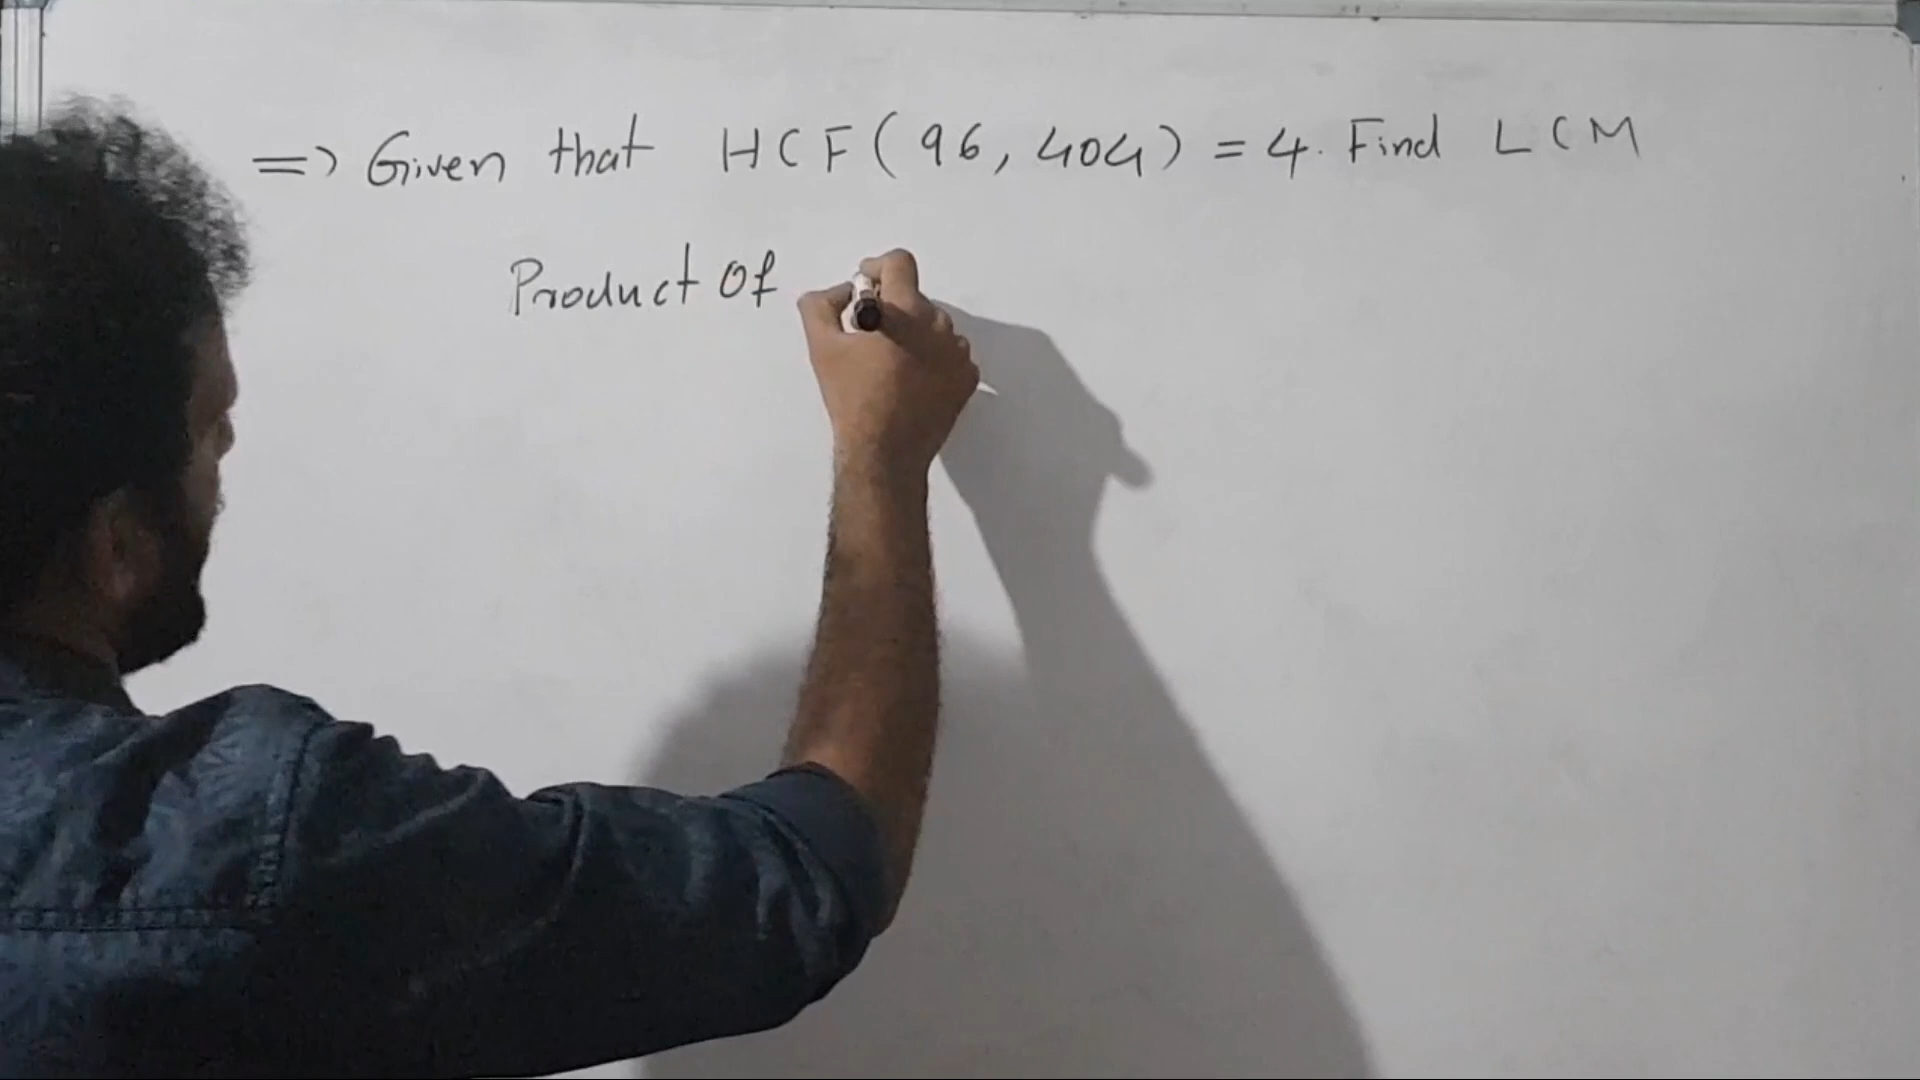 => Given that HCF(96, 404) = 4. Find LCM
Product Of